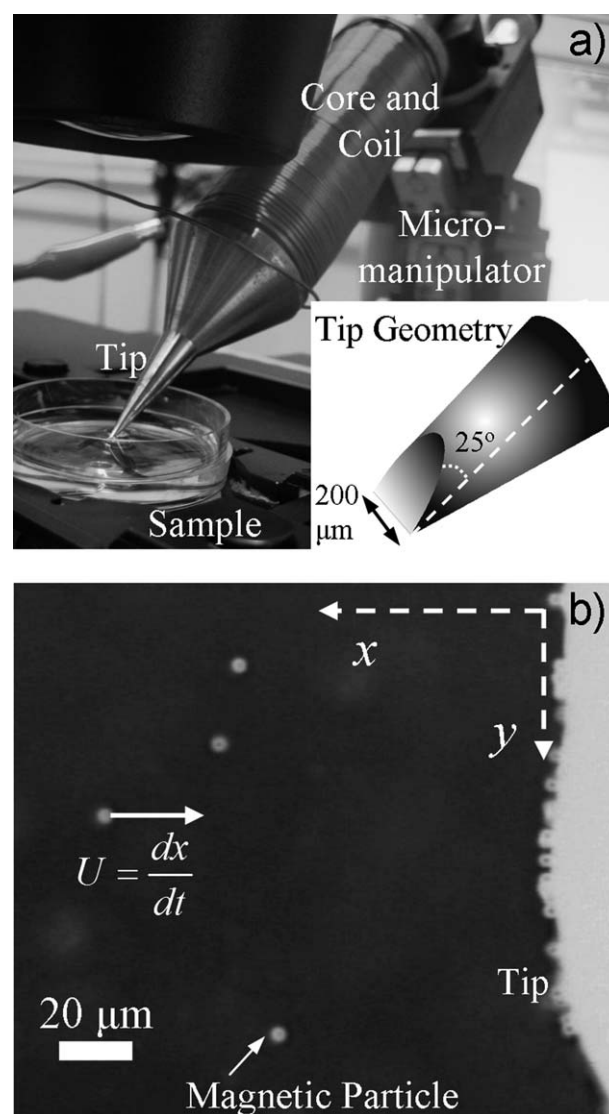 a)
Core and
Coil
Micro-
manipulator
Tip
Sample
Tip Geometry
25°
200
μm
b)
x
y
U = dx/dt
Tip
20 μm
Magnetic Particle